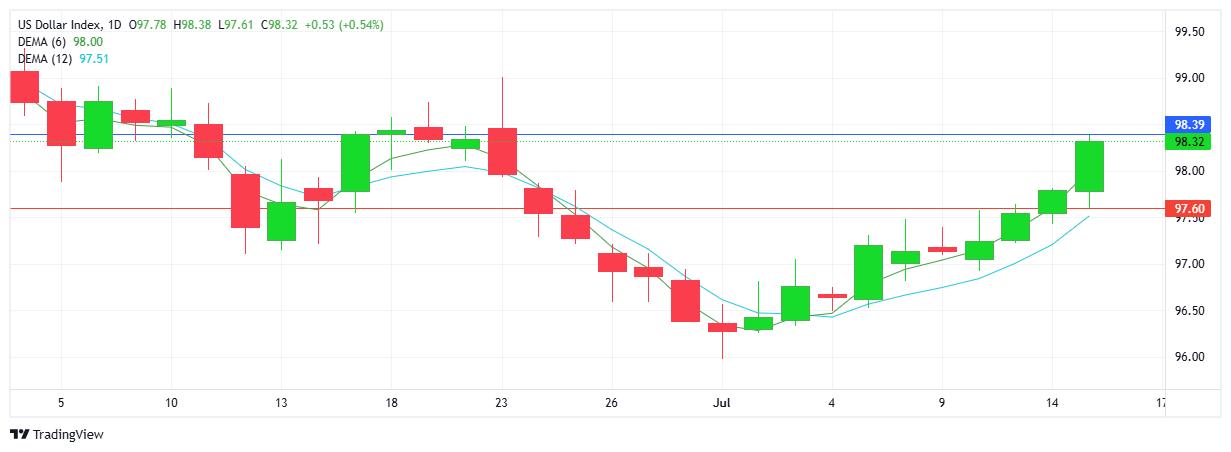 US Dollar Index, 1D O97.78 H98.38 L97.61 C98.32 +0.53 (+0.54%)
DEMA (6) 98.00
DEMA (12) 97.51
99.50
99.00
98.39
98.32
98.00
97.60
97.50
97.00
96.50
96.00
5 10 13 18 23 26 Jul 4 9 14 17
TradingView